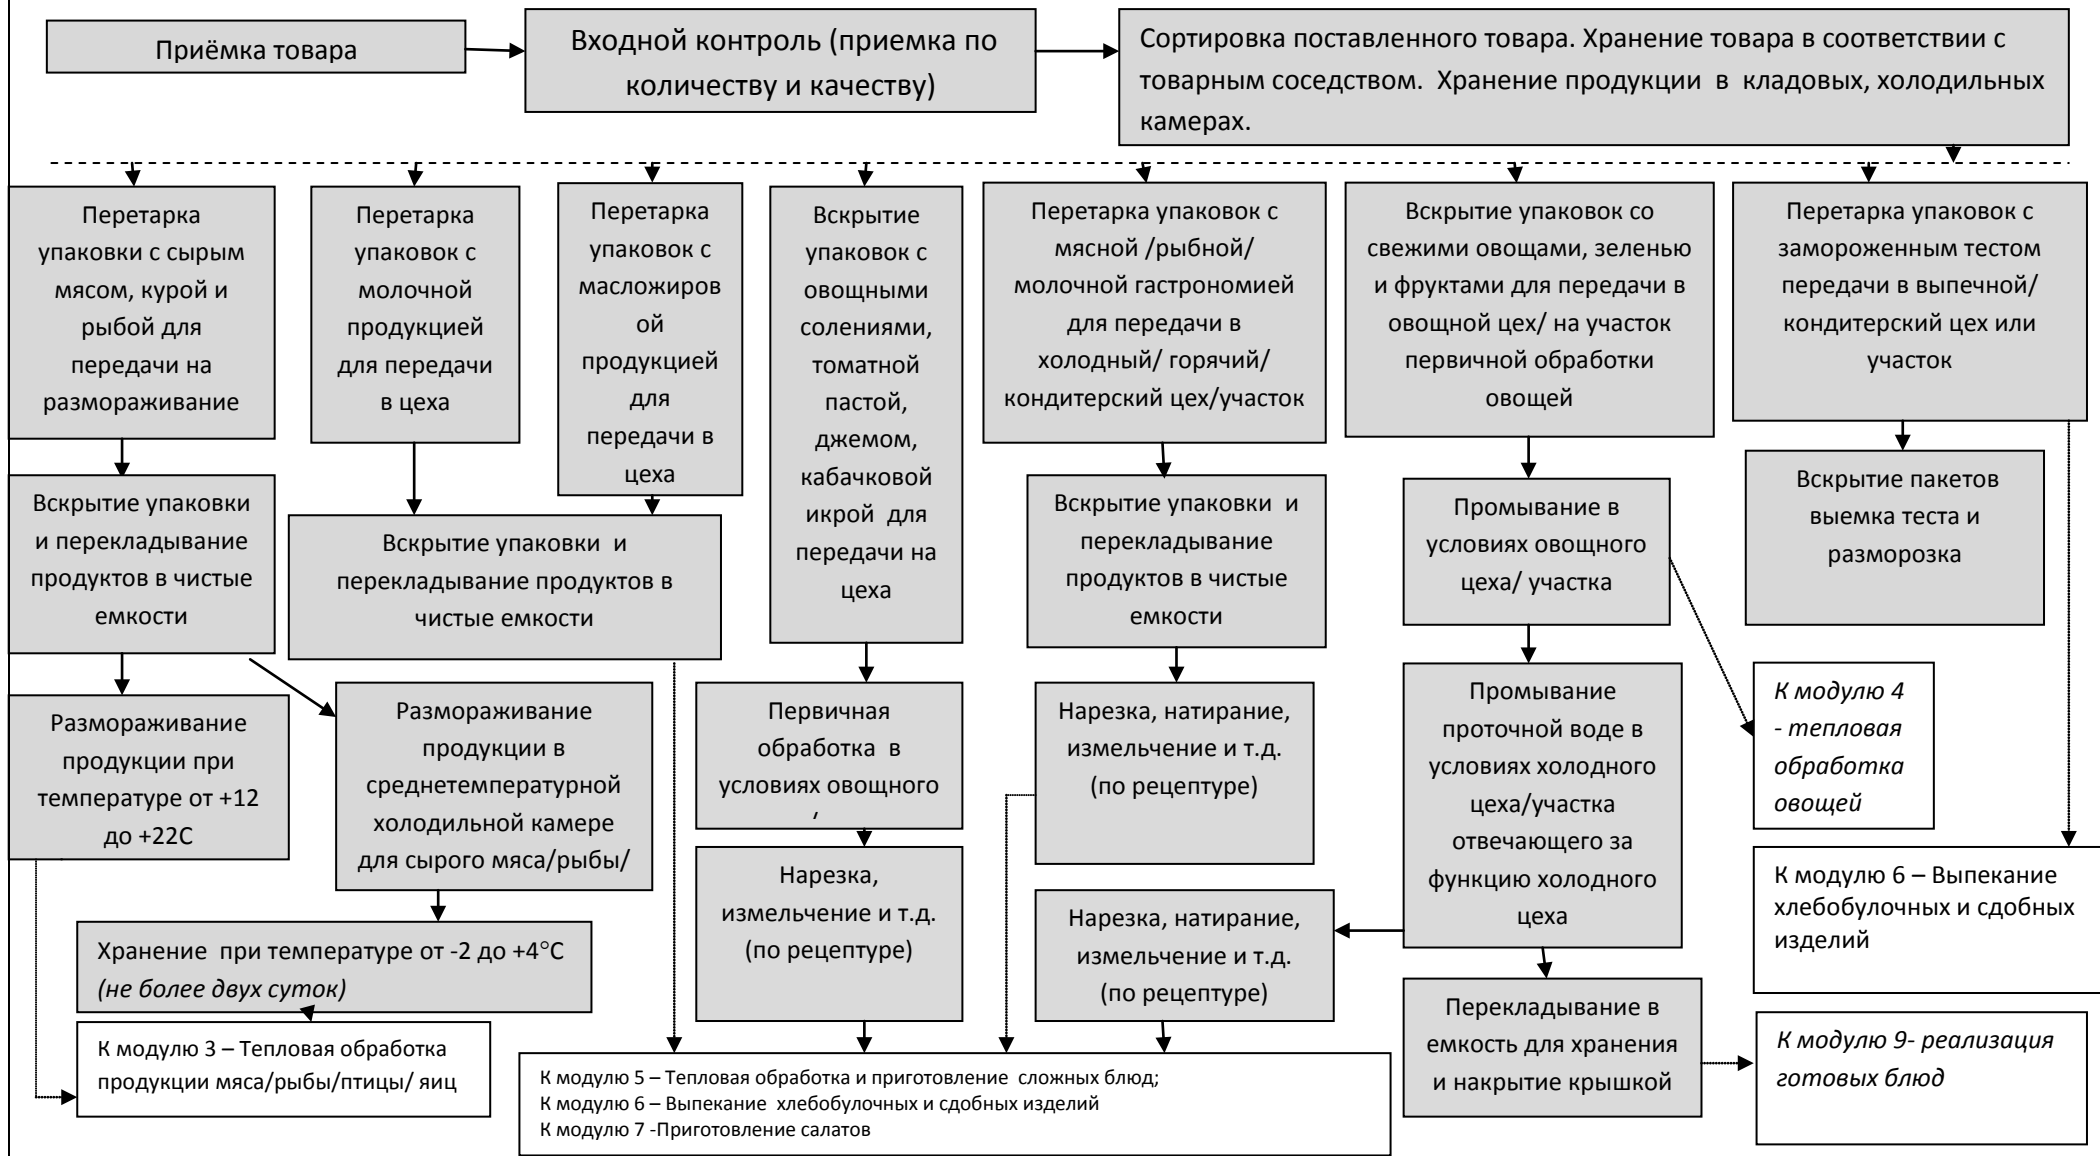 Приёмка товара
Входной контроль (приемка по
количеству и качеству)
Сортировка поставленного товара. Хранение товара в соответствии с
товарным соседством. Хранение продукции в кладовых, холодильных
камерах.
Перетарка
упаковки с сырым
мясом, курой и
рыбой для
передачи на
размораживание
Перетарка
упаковок с
молочной
продукцией
для передачи
в цеха
Перетарка
упаковок с
масложиров
ой
продукцией
для
передачи в
цеха
Вскрытие
упаковок с
овощными
солениями,
томатной
пастой,
джемом,
кабачковой
икрой для
передачи на
цеха
Перетарка упаковок с
мясной /рыбной/
молочной гастрономией
для передачи в
холодный/ горячий/
кондитерский цех/участок
Вскрытие упаковок со
свежими овощами, зеленью
и фруктами для передачи в
овощной цех/ на участок
первичной обработки
овощей
Перетарка упаковок с
замороженным тестом
передачи в выпечной/
кондитерский цех или
участок
Вскрытие упаковки
и перекладывание
продуктов в чистые
емкости
Вскрытие упаковки и
перекладывание продуктов в
чистые емкости
Вскрытие упаковки и
перекладывание
продуктов в чистые
емкости
Промывание в
условиях овощного
цеха/ участка
Вскрытие пакетов
выемка теста и
разморозка
Размораживание
продукции при
температуре от +12
до +22С
Размораживание
продукции в
среднетемпературной
холодильной камере
для сырого мяса/рыбы/
Первичная
обработка в
условиях овощного
Нарезка, натирание,
измельчение и т.д.
(по рецептуре)
Промывание
проточной воде в
условиях холодного
цеха/участка
отвечающего за
функцию холодного
цеха
К модулю 4
- тепловая
обработка
овощей
Нарезка,
измельчение и т.д.
(по рецептуре)
Нарезка, натирание,
измельчение и т.д.
(по рецептуре)
К модулю 6 – Выпекание
хлебобулочных и сдобных
изделий
Хранение при температуре от -2 до +4°С
(не более двух суток)
Перекладывание в
емкость для хранения
и накрытие крышкой
К модулю 9- реализация
готовых блюд
К модулю 3 – Тепловая обработка
продукции мяса/рыбы/птицы/ яиц
К модулю 5 – Тепловая обработка и приготовление сложных блюд;
К модулю 6 – Выпекание хлебобулочных и сдобных изделий
К модулю 7 -Приготовление салатов